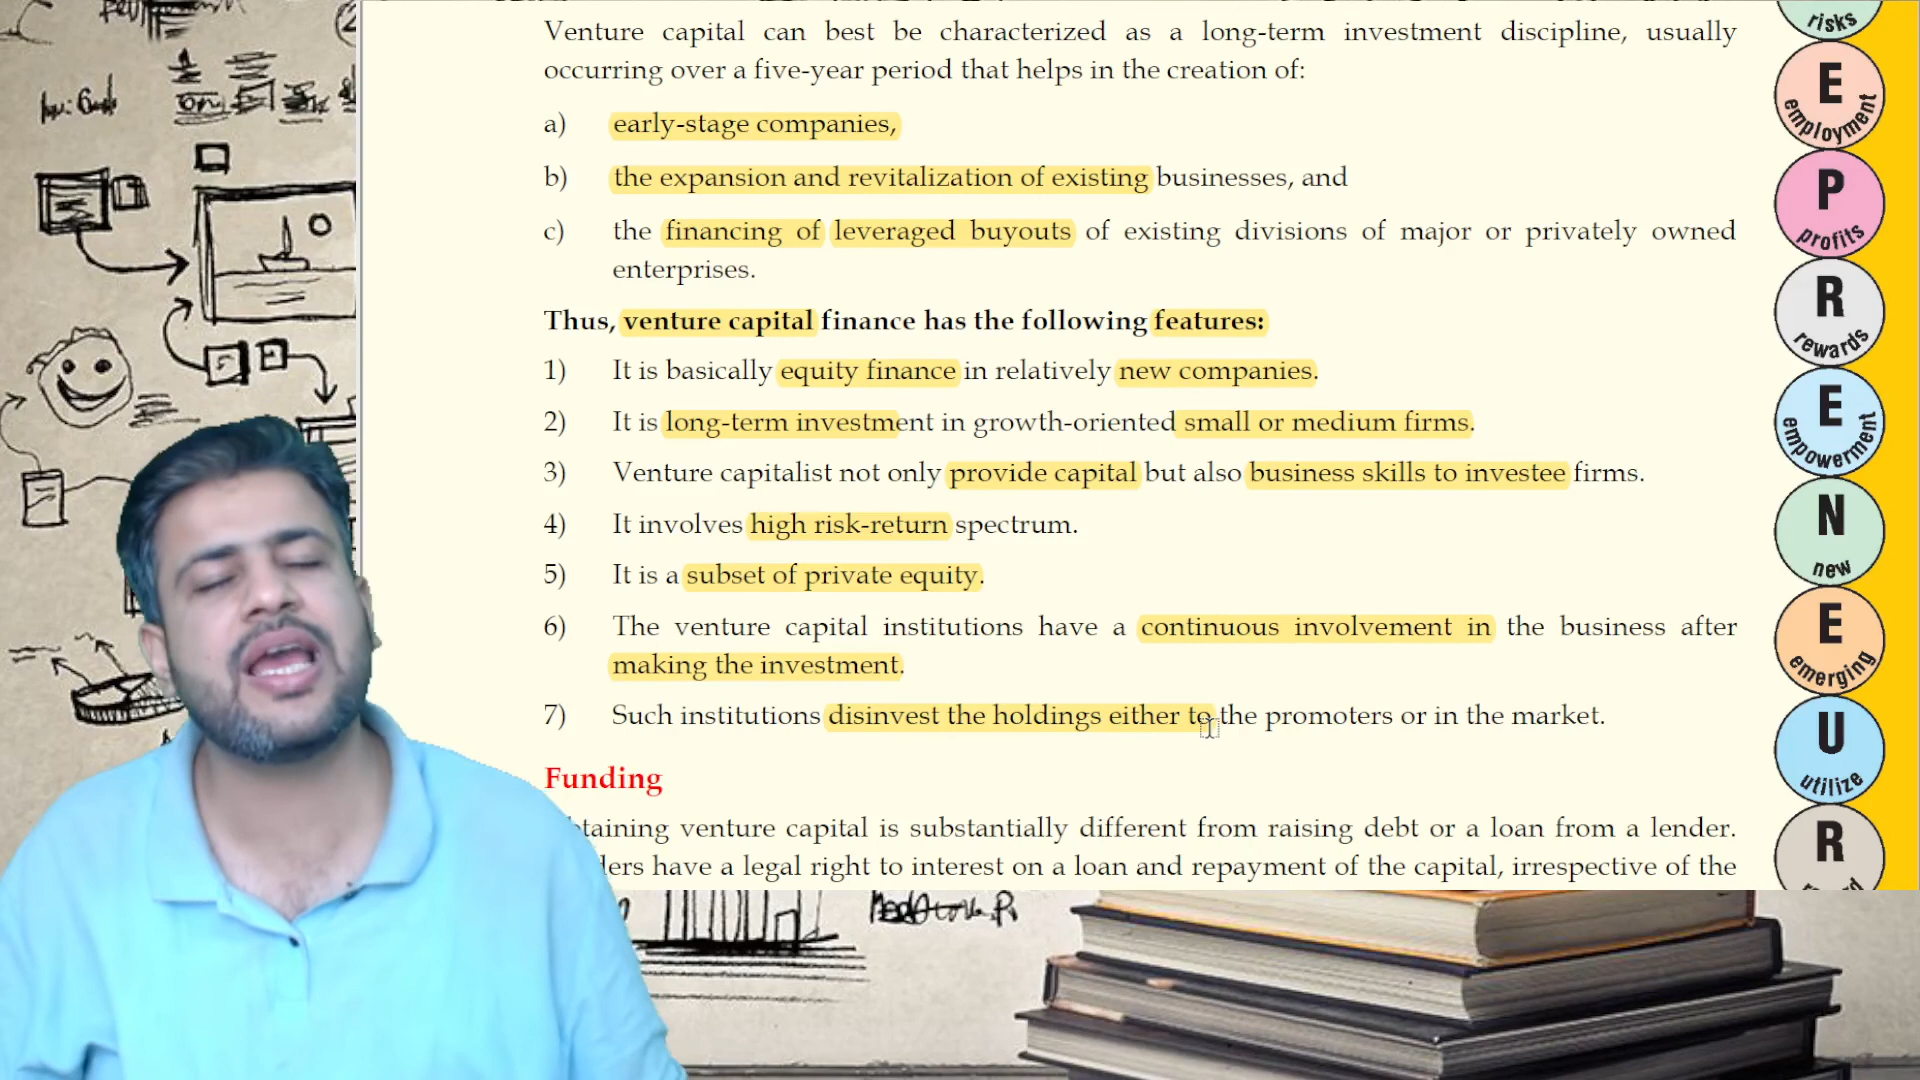 Venture capital can best be characterized as a long-term investment discipline, usually
occurring over a five-year period that helps in the creation of:
a) early-stage companies,
b) the expansion and revitalization of existing businesses, and
c) the financing of leveraged buyouts of existing divisions of major or privately owned
enterprises.
Thus, venture capital finance has the following features:
1) It is basically equity finance in relatively new companies.
2) It is long-term investment in growth-oriented small or medium firms.
3) Venture capitalist not only provide capital but also business skills to investee firms.
4) It involves high risk-return spectrum.
5) It is a subset of private equity.
6) The venture capital institutions have a continuous involvement in the business after
making the investment.
7) Such institutions disinvest the holdings either to the promoters or in the market.
Funding
btaining venture capital is substantially different from raising debt or a loan from a lender.
ders have a legal right to interest on a loan and repayment of the capital, irrespective of the
risks
E
employment
P
profits
R
rewards
E
empowerment
N
new
E
emerging
U
utilize
R